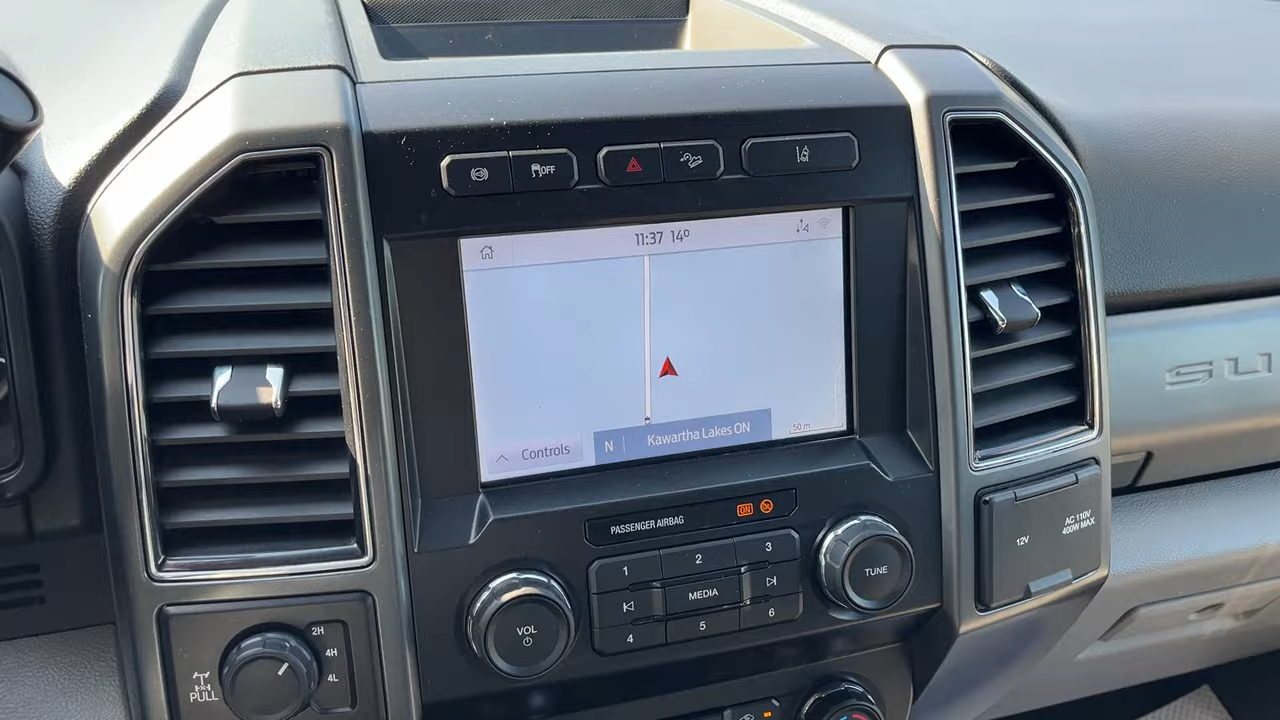 OFF
11:37 14°
Kawartha Lakes ON
N
50 m
Controls
PASSENGER AIRBAG
ON
1
2
3
MEDIA
4
5
6
VOL
TUNE
12V
AC 110V
400W MAX
2H
4H
4L
PULL
SU